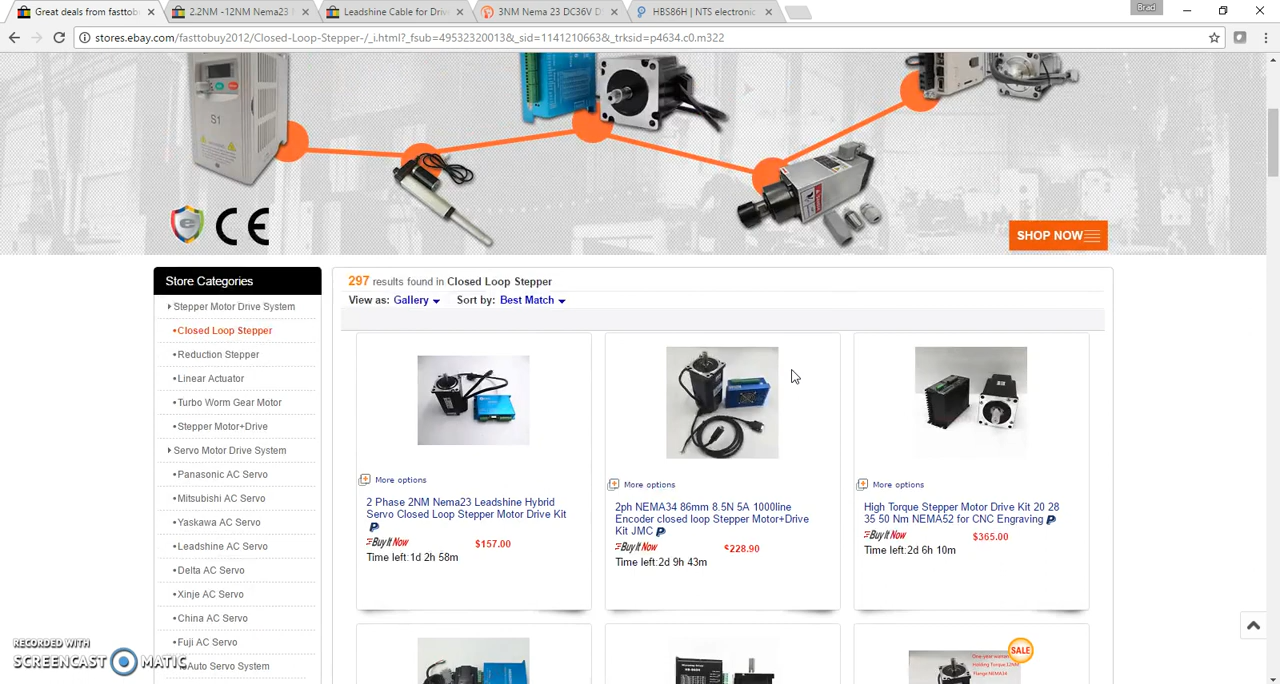 Great deals from fasttob
2.2NM -12NM Nema23
Leadshine Cable for Driv
3NM Nema 23 DC36V D
HBS86H | NTS electronic
Brad
stores.ebay.com/fasttobuy2012/Closed-Loop-Stepper-/_i.html?_fsub=49532320013&_sid=1141210663&_trksid=p4634.c0.m322
S1
e CE
SHOP NOW
Store Categories
Stepper Motor Drive System
•Closed Loop Stepper
•Reduction Stepper
•Linear Actuator
•Turbo Worm Gear Motor
•Stepper Motor+Drive
Servo Motor Drive System
•Panasonic AC Servo
•Mitsubishi AC Servo
•Yaskawa AC Servo
•Leadshine AC Servo
•Delta AC Servo
•Xinje AC Servo
•China AC Servo
•Fuji AC Servo
Auto Servo System
297 results found in Closed Loop Stepper
View as: Gallery Sort by: Best Match
More options
2 Phase 2NM Nema23 Leadshine Hybrid
Servo Closed Loop Stepper Motor Drive Kit
Buy It Now $157.00
Time left:1d 2h 58m
More options
2ph NEMA34 86mm 8.5N 5A 1000line
Encoder closed loop Stepper Motor+Drive
Kit JMC
Buy It Now $228.90
Time left:2d 9h 43m
More options
High Torque Stepper Motor Drive Kit 20 28
35 50 Nm NEMA52 for CNC Engraving
Buy It Now $365.00
Time left:2d 6h 10m
SALE
One-year warran
Holding Torque:12NM
Flange:NEMA34
RECORDED WITH
SCREENCAST MATIC